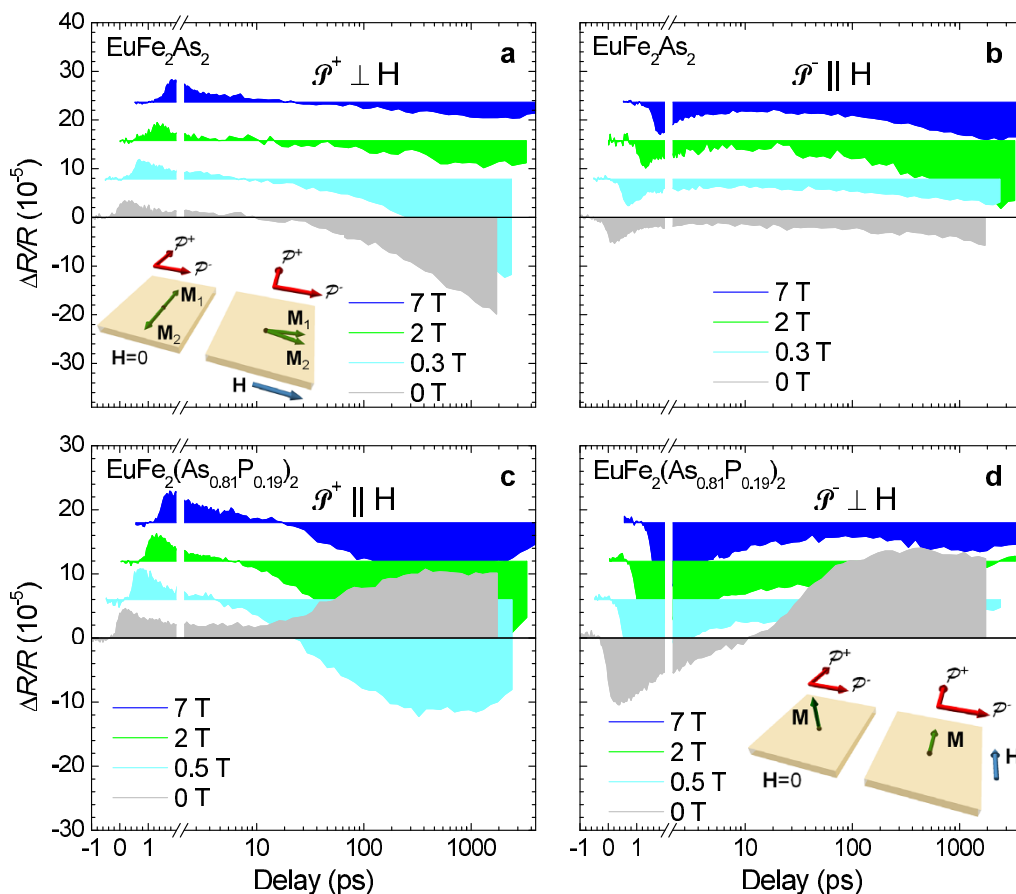 EuFe₂As₂
a
𝒫⁺ ⊥ H
40
30
20
10
0
-10
-20
-30
ΔR/R (10⁻⁵)
𝒫⁺
𝒫⁻
M₁
M₂
H=0
𝒫⁺
𝒫⁻
M₁
M₂
H
7 T
2 T
0.3 T
0 T
EuFe₂As₂
b
𝒫⁻ || H
7 T
2 T
0.3 T
0 T
EuFe₂(As₀.₈₁P₀.₁₉)₂
c
𝒫⁺ || H
30
20
10
0
-10
-20
-30
ΔR/R (10⁻⁵)
7 T
2 T
0.5 T
0 T
-1 0 1 10 100 1000
Delay (ps)
EuFe₂(As₀.₈₁P₀.₁₉)₂
d
𝒫⁻ ⊥ H
𝒫⁺
𝒫⁻
M
H=0
𝒫⁺
𝒫⁻
M
H
7 T
2 T
0.5 T
0 T
-1 0 1 10 100 1000
Delay (ps)